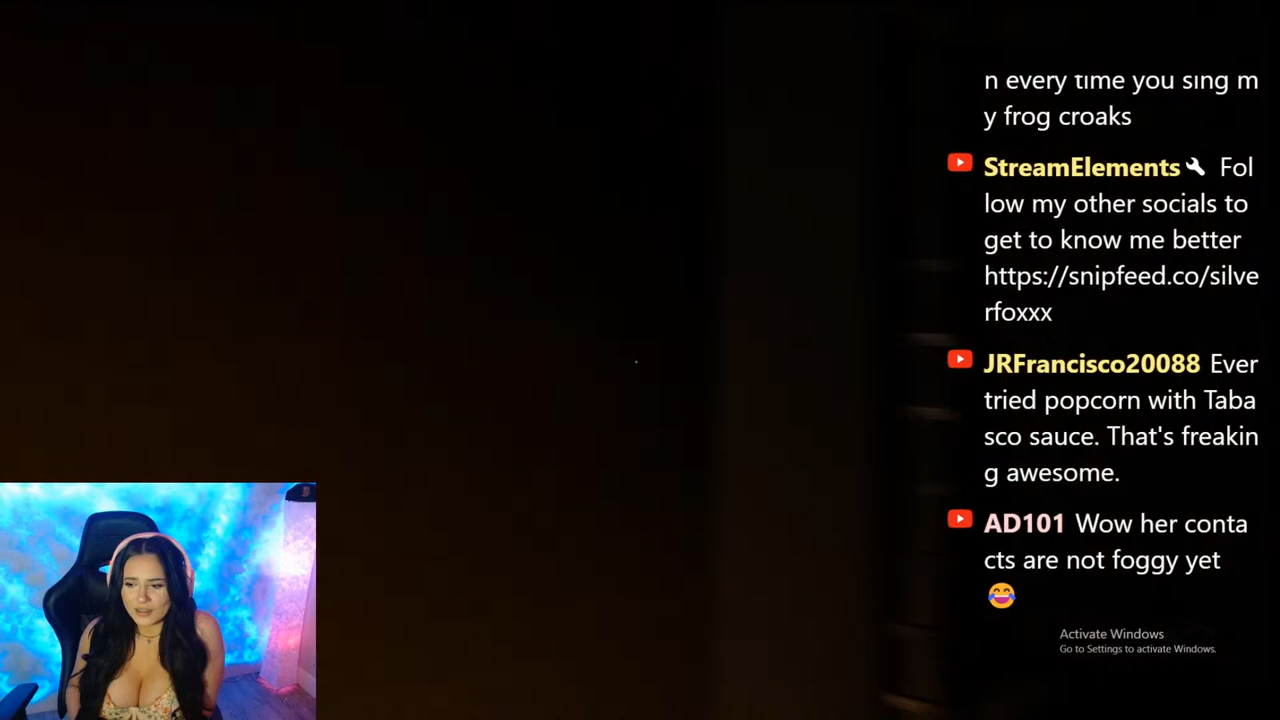 n every time you sing m
y frog croaks
StreamElements Fol
low my other socials to
get to know me better
https://snipfeed.co/silve
rfoxxx
JRFrancisco20088 Ever
tried popcorn with Taba
sco sauce. That's freakin
g awesome.
AD101 Wow her conta
cts are not foggy yet
😂
Activate Windows
Go to Settings to activate Windows.